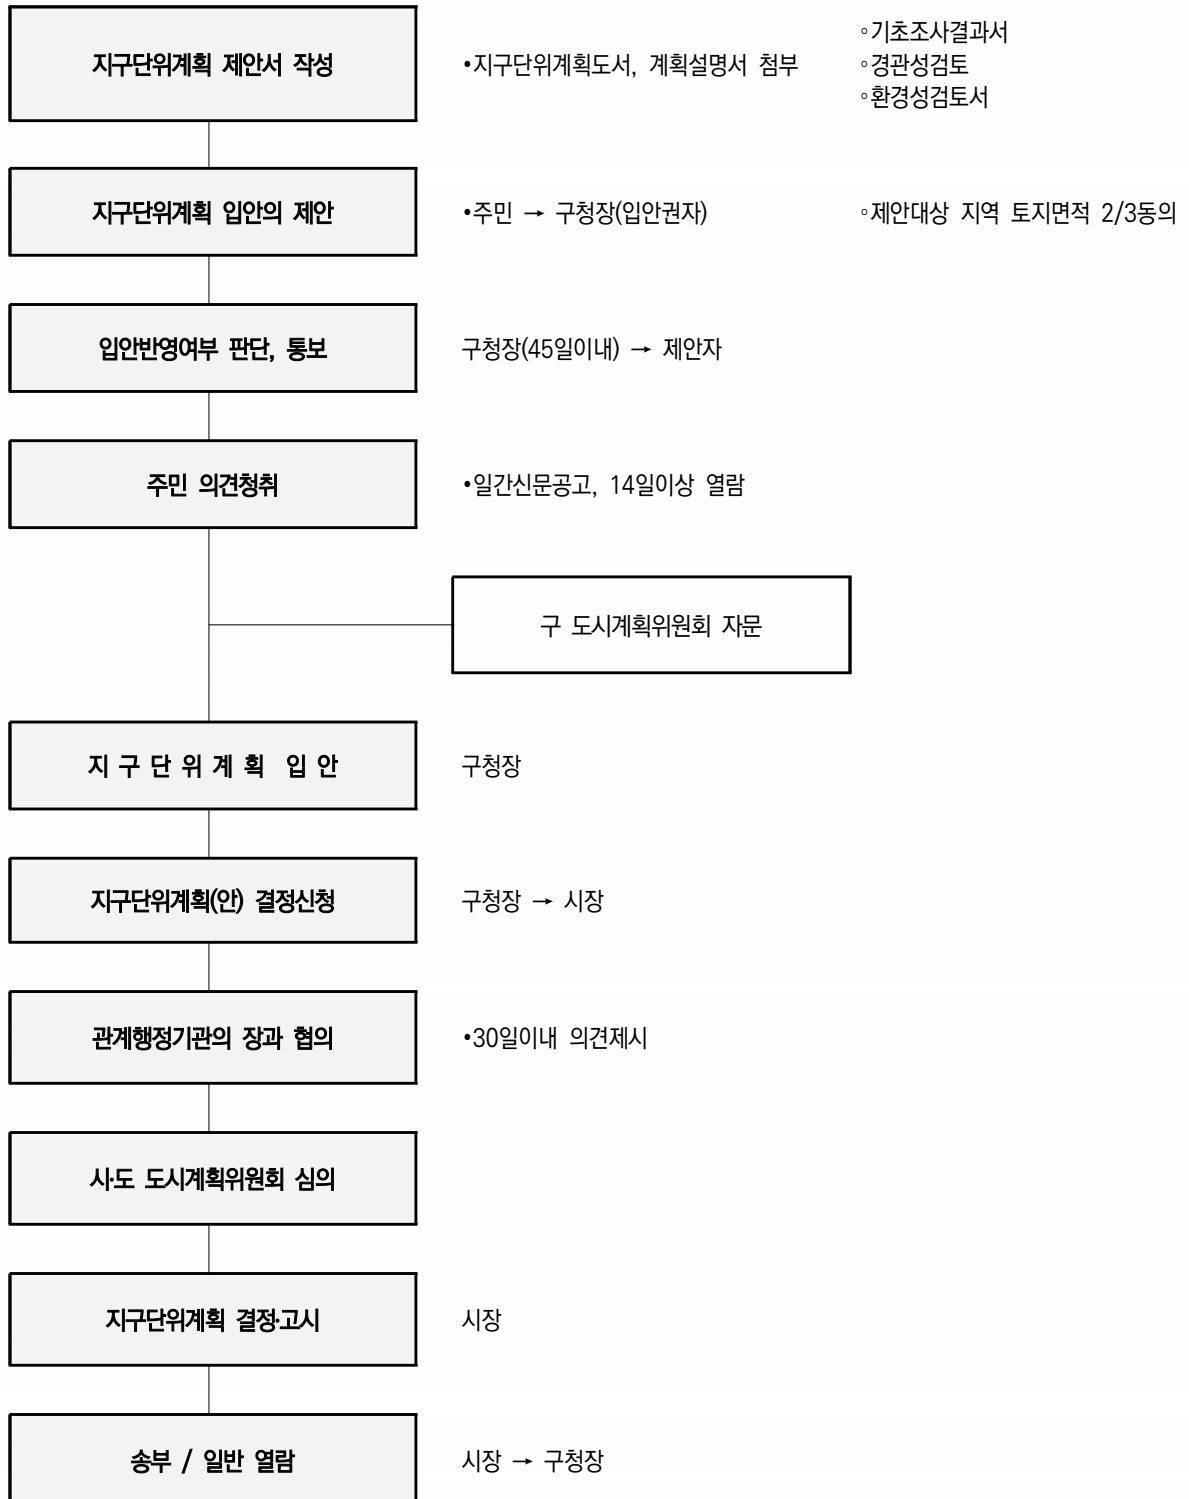 지구단위계획 제안서 작성
•지구단위계획도서, 계획설명서 첨부
◦기초조사결과서
◦경관성검토
◦환경성검토서
지구단위계획 입안의 제안
•주민 → 구청장(입안권자)
◦제안대상 지역 토지면적 2/3동의
입안반영여부 판단, 통보
구청장(45일이내) → 제안자
주민 의견청취
•일간신문공고, 14일이상 열람
구 도시계획위원회 자문
지 구 단 위 계 획 입 안
구청장
지구단위계획(안) 결정신청
구청장 → 시장
관계행정기관의 장과 협의
•30일이내 의견제시
시·도 도시계획위원회 심의
지구단위계획 결정·고시
시장
송부 / 일반 열람
시장 → 구청장